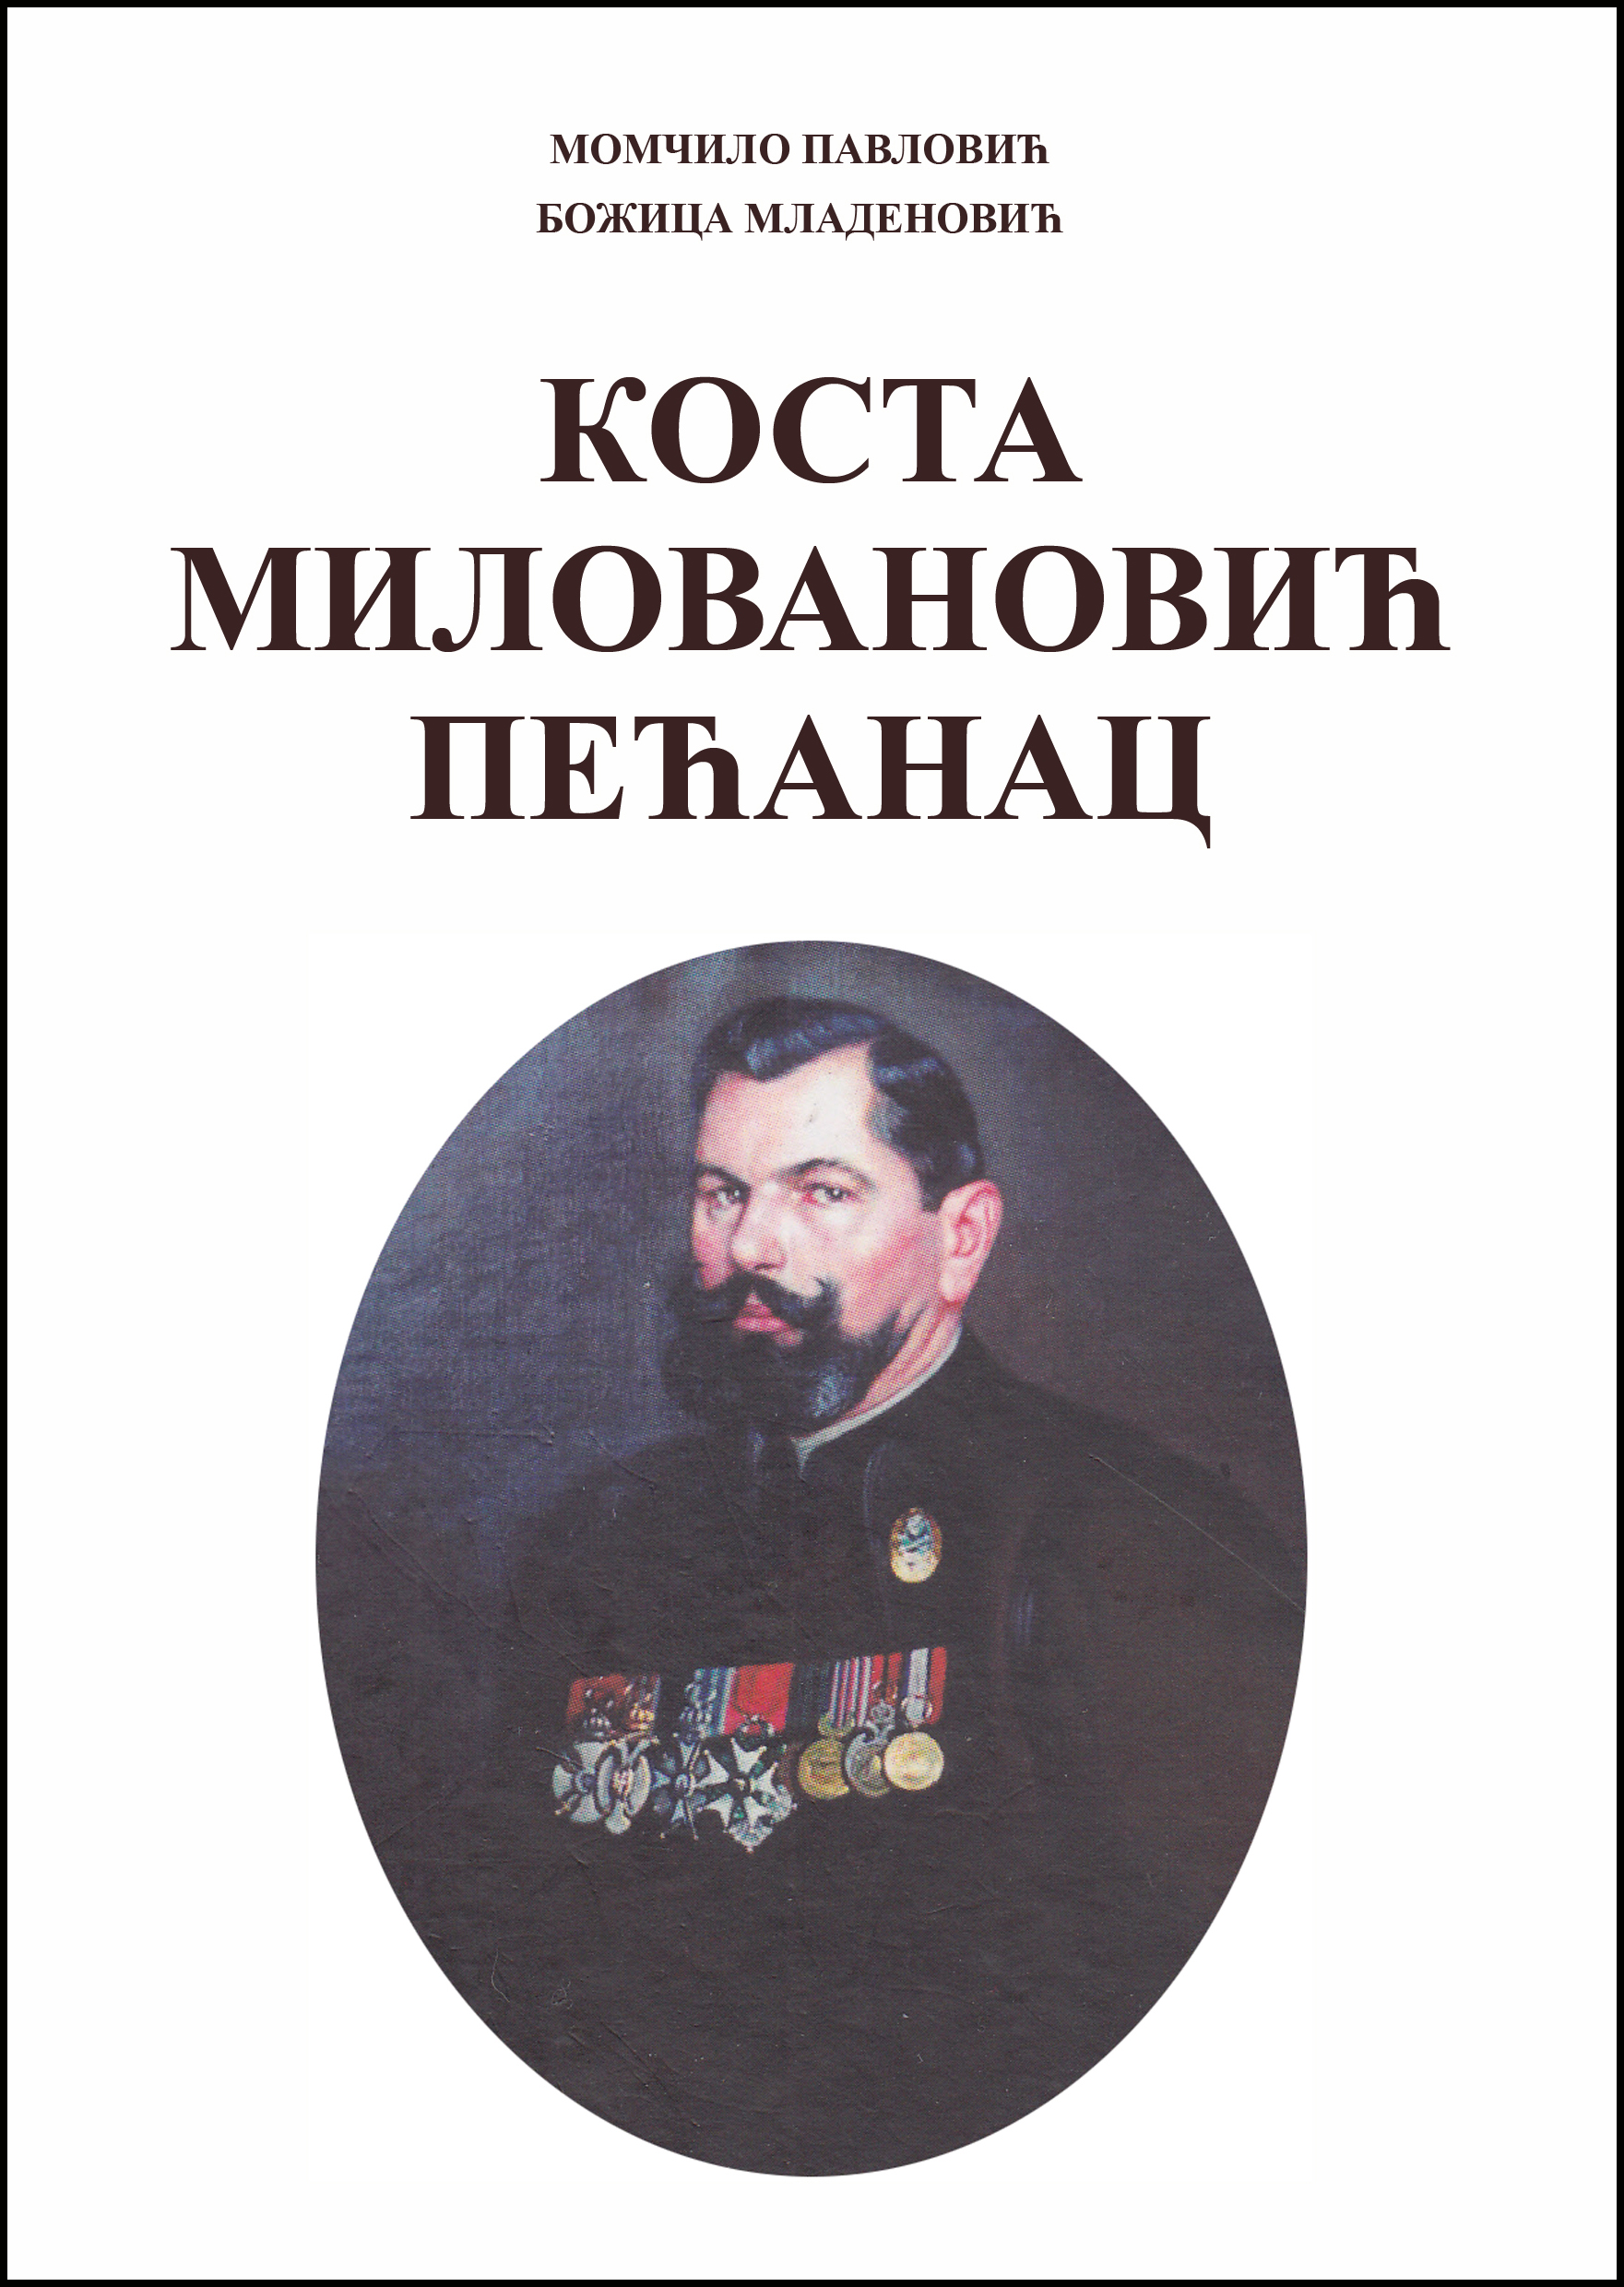 МОМЧИЛО ПАВЛОВИЋ
БОЖИЦА МЛАДЕНОВИЋ
КОСТА
МИЛОВАНОВИЋ
ПЕЋАНАЦ